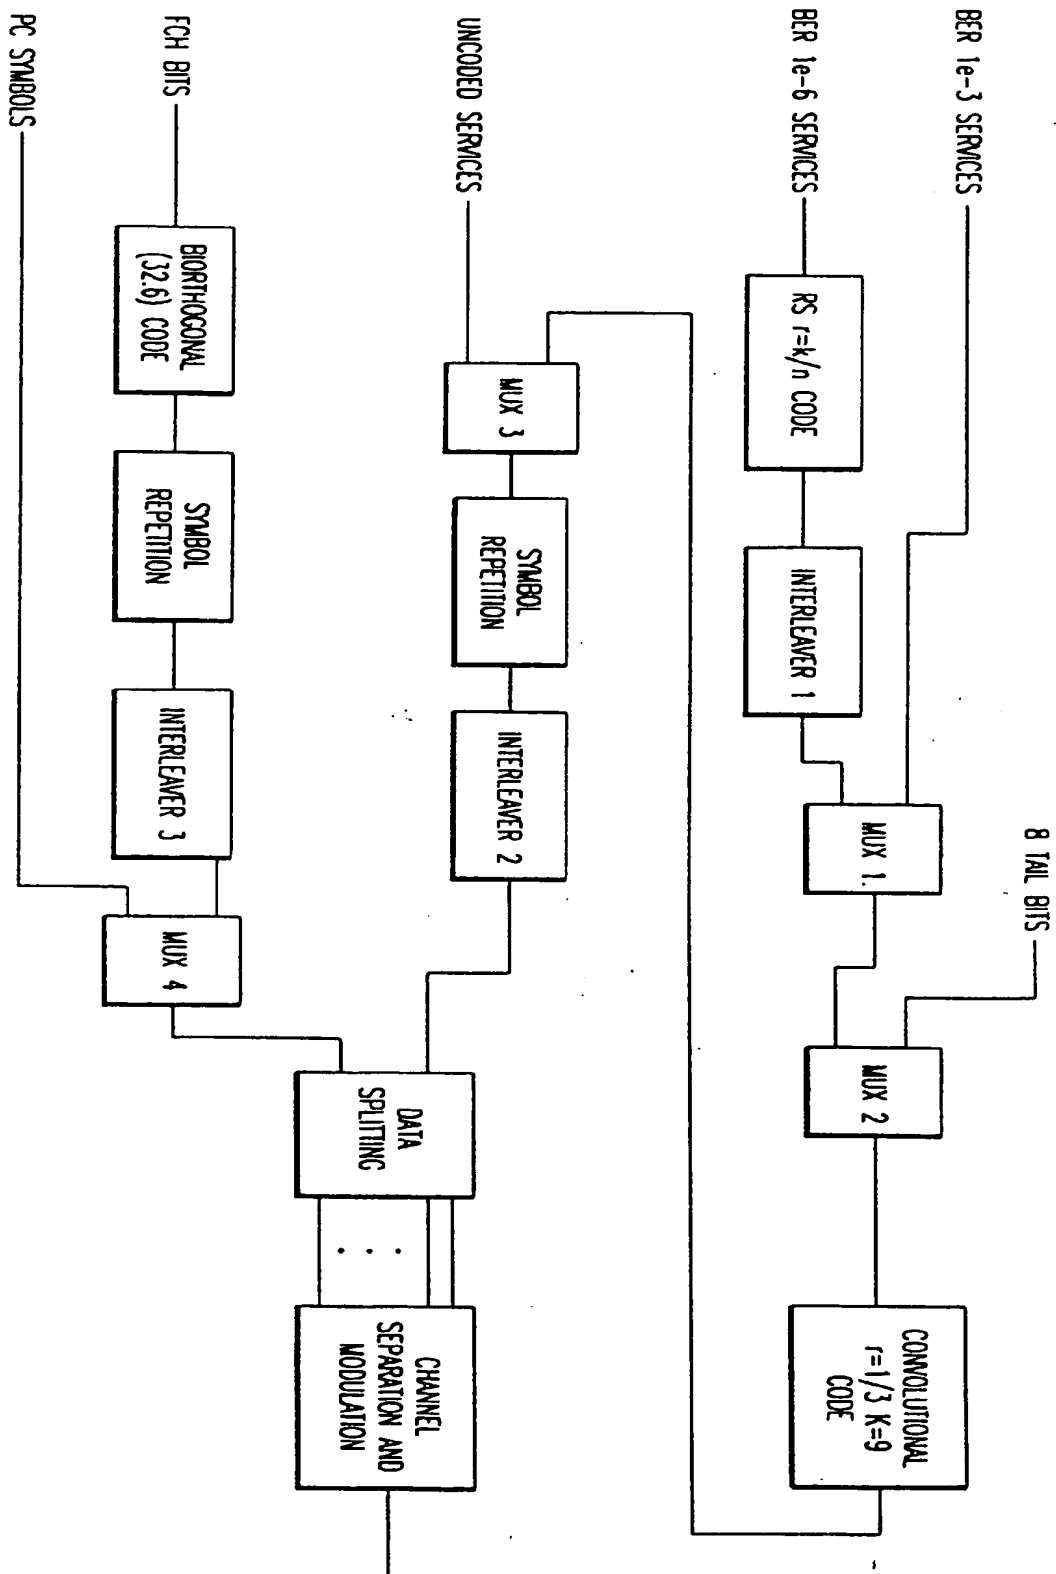 BER 1e-3 SERVICES
BER 1e-6 SERVICES
RS r=k/n CODE
INTERLEAVER 1
MUX 1.
8 TAIL BITS
MUX 2
CONVOLUTIONAL
r=1/3 K=9
CODE
UNCODED SERVICES
MUX 3
SYMBOL
REPETITION
INTERLEAVER 2
DATA
SPLITTING
. . .
CHANNEL
SEPARATION AND
MODULATION
FCH BITS
BIORTHOGONAL
(32.6) CODE
SYMBOL
REPETITION
INTERLEAVER 3
MUX 4
PC SYMBOLS